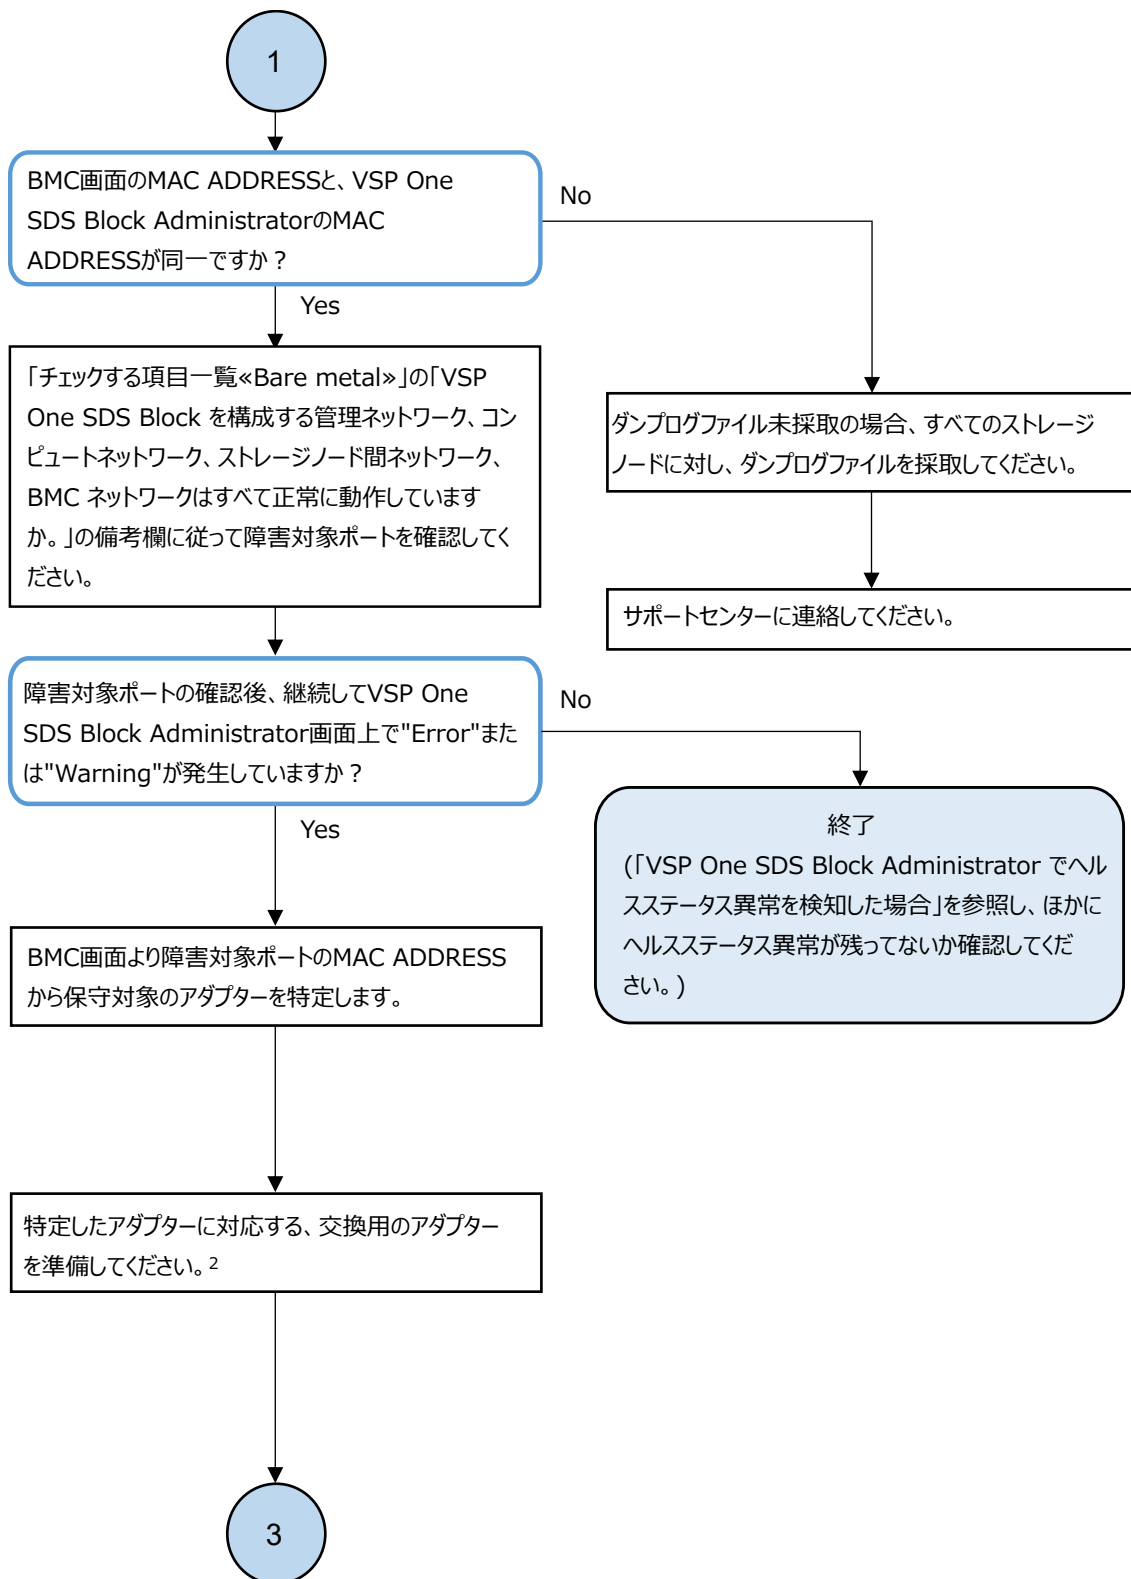 1
BMC画面のMAC ADDRESSと、VSP One
SDS Block AdministratorのMAC
ADDRESSが同一ですか？
No
Yes
「チェックする項目一覧«Bare metal»」の「VSP
One SDS Block を構成する管理ネットワーク、コン
ピュートネットワーク、ストレージノード間ネットワーク、
BMC ネットワークはすべて正常に動作しています
か。」の備考欄に従って障害対象ポートを確認してく
ださい。
ダンプログファイル未採取の場合、すべてのストレージ
ノードに対し、ダンプログファイルを採取してください。
サポートセンターに連絡してください。
障害対象ポートの確認後、継続してVSP One
SDS Block Administrator画面上で"Error"また
は"Warning"が発生していますか？
No
Yes
終了
(「VSP One SDS Block Administrator でヘル
スステータス異常を検知した場合」を参照し、ほかに
ヘルスステータス異常が残ってないか確認してくだ
さい。)
BMC画面より障害対象ポートのMAC ADDRESS
から保守対象のアダプターを特定します。
特定したアダプターに対応する、交換用のアダプター
を準備してください。2
3